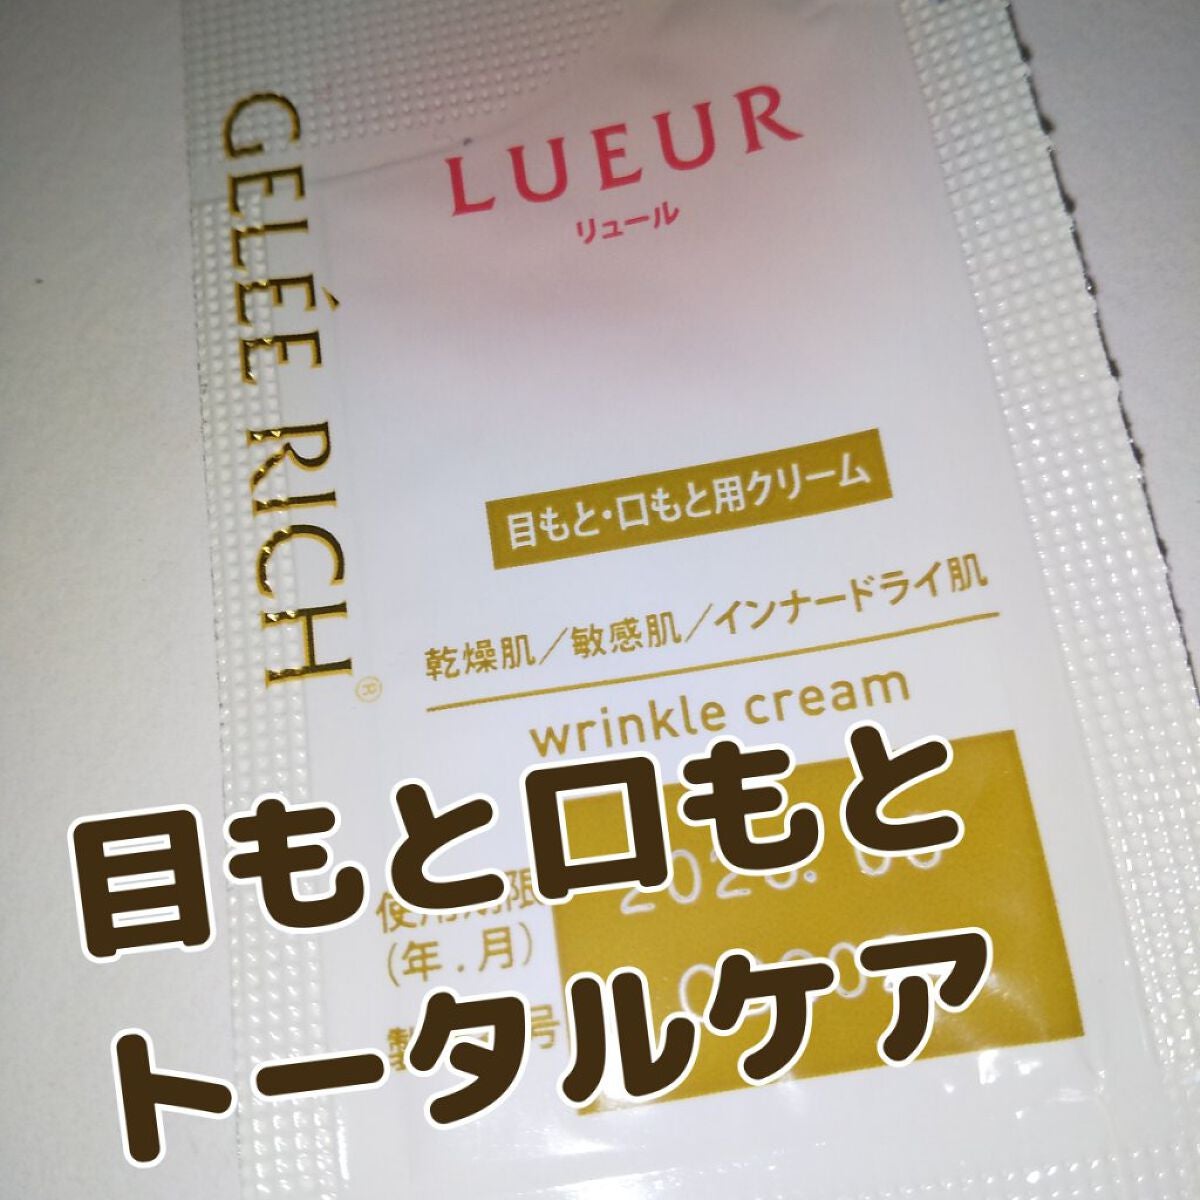 GELÉE RICH®
LUEUR
リュール
目もと・口もと用クリーム
乾燥肌／敏感肌／インナードライ肌
wrinkle cream
目もと口もと
使用期限
(年.月)
トータルケア